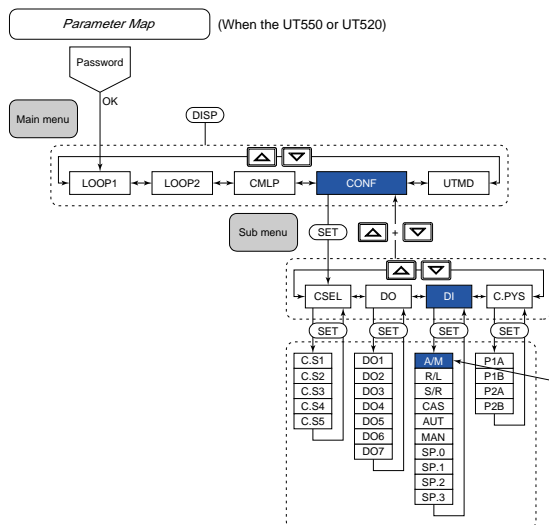 Parameter Map (When the UT550 or UT520)
Password
OK
Main menu
DISP
LOOP1 LOOP2 CMLP CONF UTMD
Sub menu SET +
CSEL DO DI C.PYS
SET SET SET SET
C.S1 DO1 A/M P1A
C.S2 DO2 R/L P1B
C.S3 DO3 S/R P2A
C.S4 DO4 CAS P2B
C.S5 DO5 AUT
DO6 MAN
DO7 SP.0
SP.1
SP.2
SP.3